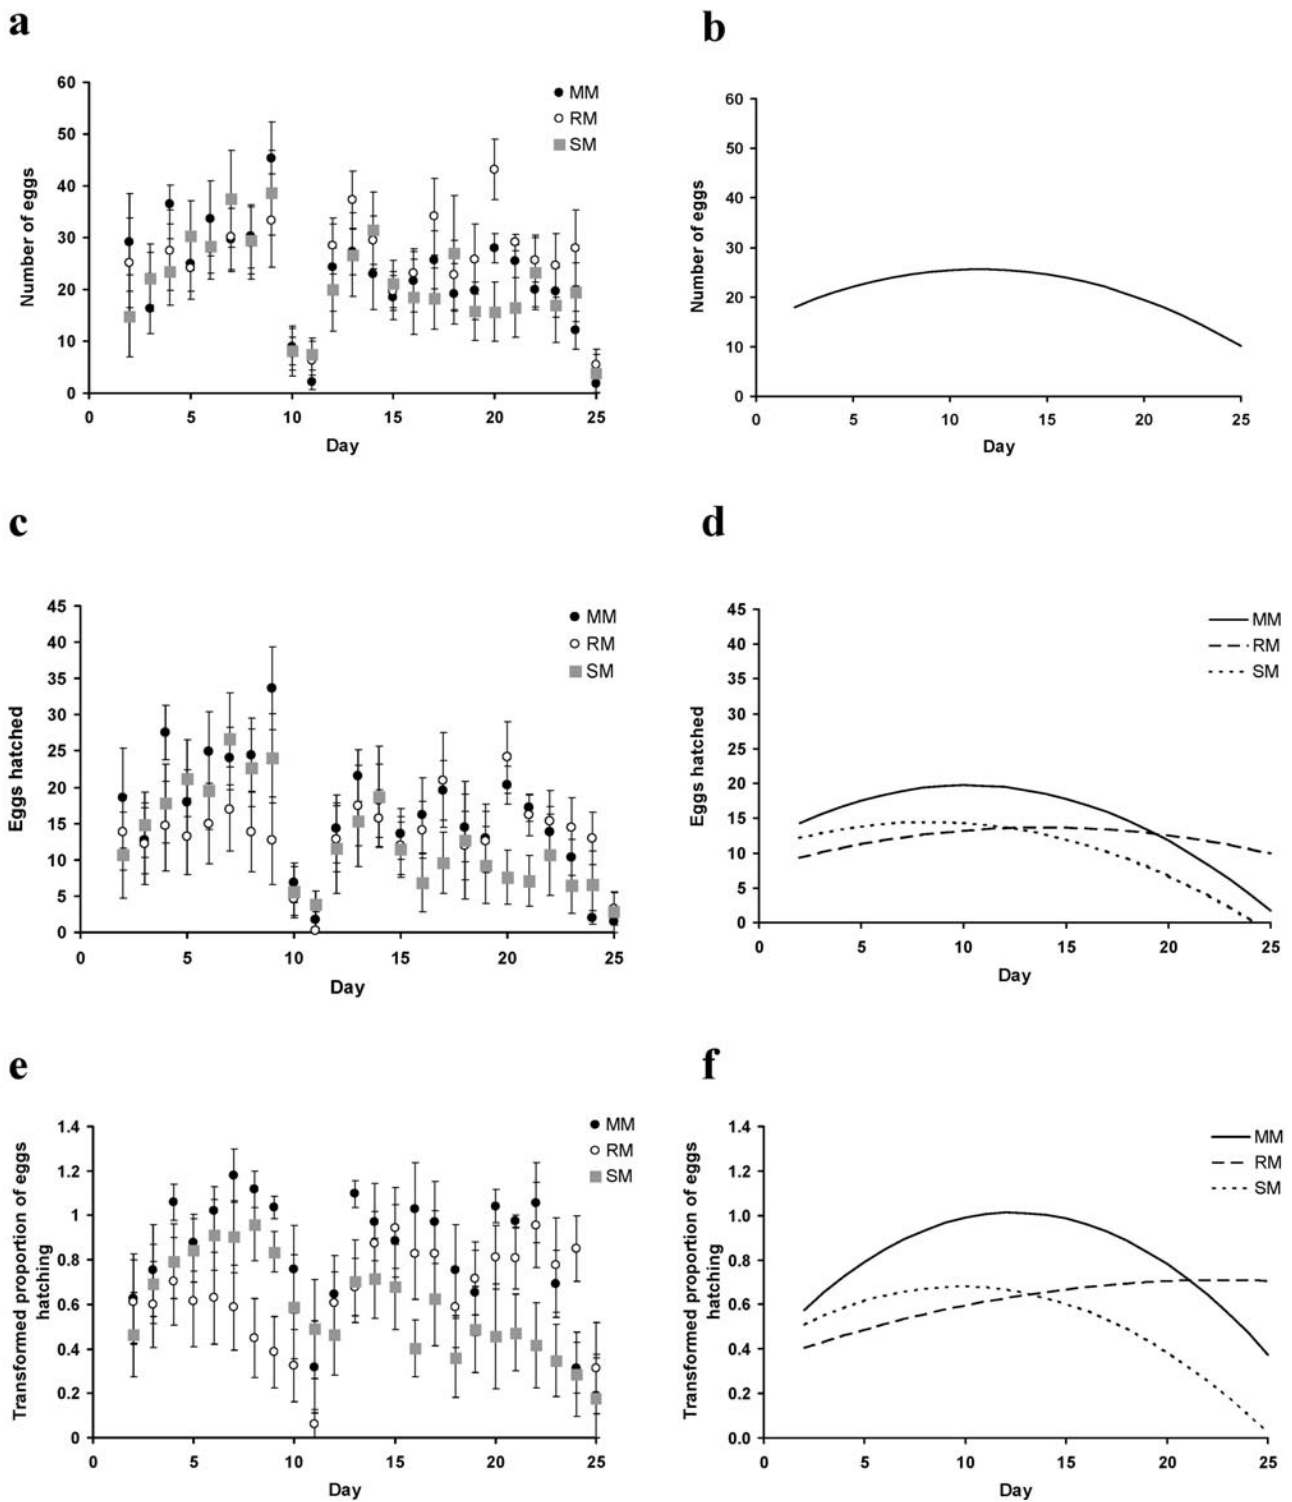 a
60
50
40
30
20
10
0
Number of eggs
MM
RM
SM
0 5 10 15 20 25
Day
b
60
50
40
30
20
10
0
Number of eggs
0 5 10 15 20 25
Day
c
45
40
35
30
25
20
15
10
5
0
Eggs hatched
MM
RM
SM
0 5 10 15 20 25
Day
d
45
40
35
30
25
20
15
10
5
0
Eggs hatched
MM
RM
SM
0 5 10 15 20 25
Day
e
1.4
1.2
1
0.8
0.6
0.4
0.2
0
Transformed proportion of eggs
hatching
MM
RM
SM
0 5 10 15 20 25
Day
f
1.4
1.2
1.0
0.8
0.6
0.4
0.2
0.0
Transformed proportion of eggs
hatching
MM
RM
SM
0 5 10 15 20 25
Day